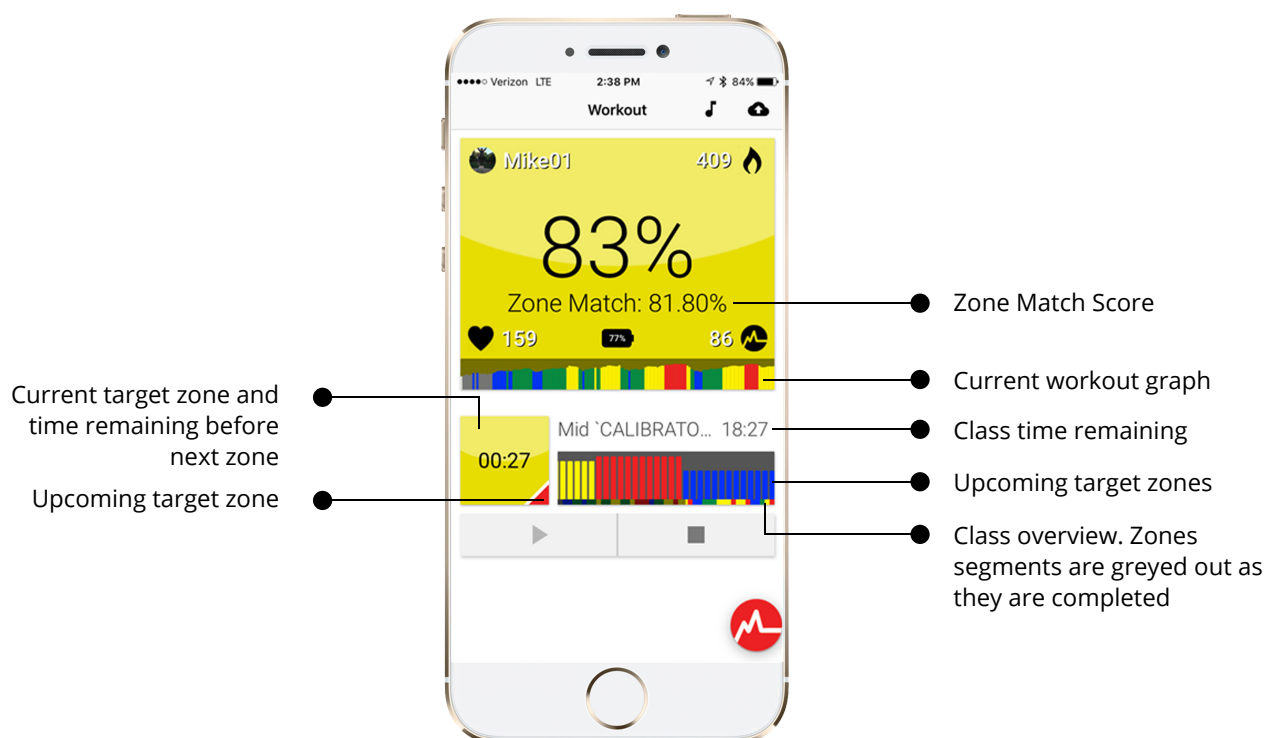 Verizon LTE 2:38 PM 84%
Workout
Mike01 409
83%
Zone Match: 81.80%
159 77% 86
Zone Match Score
Current workout graph
Current target zone and
time remaining before
next zone
00:27
Mid `CALIBRATO... 18:27
Class time remaining
Upcoming target zone
Upcoming target zones
Class overview. Zones
segments are greyed out as
they are completed